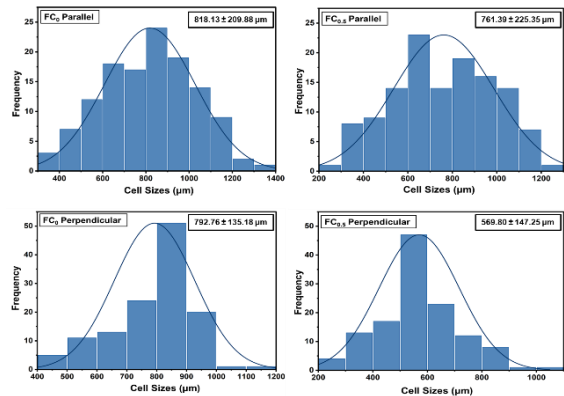 FC0 Parallel
818.13 ± 209.88 µm
Frequency
25
20
15
10
5
0
400 600 800 1000 1200 1400
Cell Sizes (µm)
FC0.5 Parallel
761.39 ± 225.35 µm
Frequency
25
20
15
10
5
0
200 400 600 800 1000 1200
Cell Sizes (µm)
FC0 Perpendicular
792.76 ± 135.18 µm
Frequency
50
40
30
20
10
0
400 500 600 700 800 900 1000 1100 1200
Cell Sizes (µm)
FC0.5 Perpendicular
569.80 ± 147.25 µm
Frequency
50
40
30
20
10
0
200 400 600 800 1000
Cell Sizes (µm)